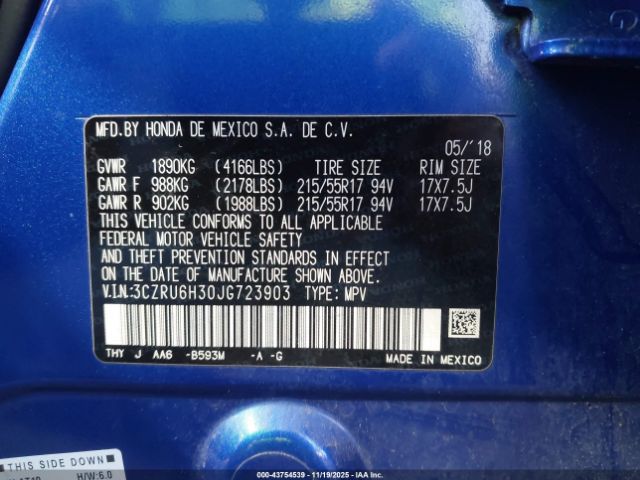 MFD.BY HONDA DE MEXICO S.A. DE C.V.
05/'18
GVWR 1890KG (4166LBS) TIRE SIZE RIM SIZE
GAWR F 988KG (2178LBS) 215/55R17 94V 17X7.5J
GAWR R 902KG (1988LBS) 215/55R17 94V 17X7.5J
THIS VEHICLE CONFORMS TO ALL APPLICABLE
FEDERAL MOTOR VEHICLE SAFETY
AND THEFT PREVENTION STANDARDS IN EFFECT
ON THE DATE OF MANUFACTURE SHOWN ABOVE.
V.I.N:3CZRU6H30JG723903 TYPE: MPV
THY J AA6 -B593M -A -G MADE IN MEXICO
THIS SIDE DOWN
H/W:6.0
000-43754539 11/19/2025 - IAAI.com